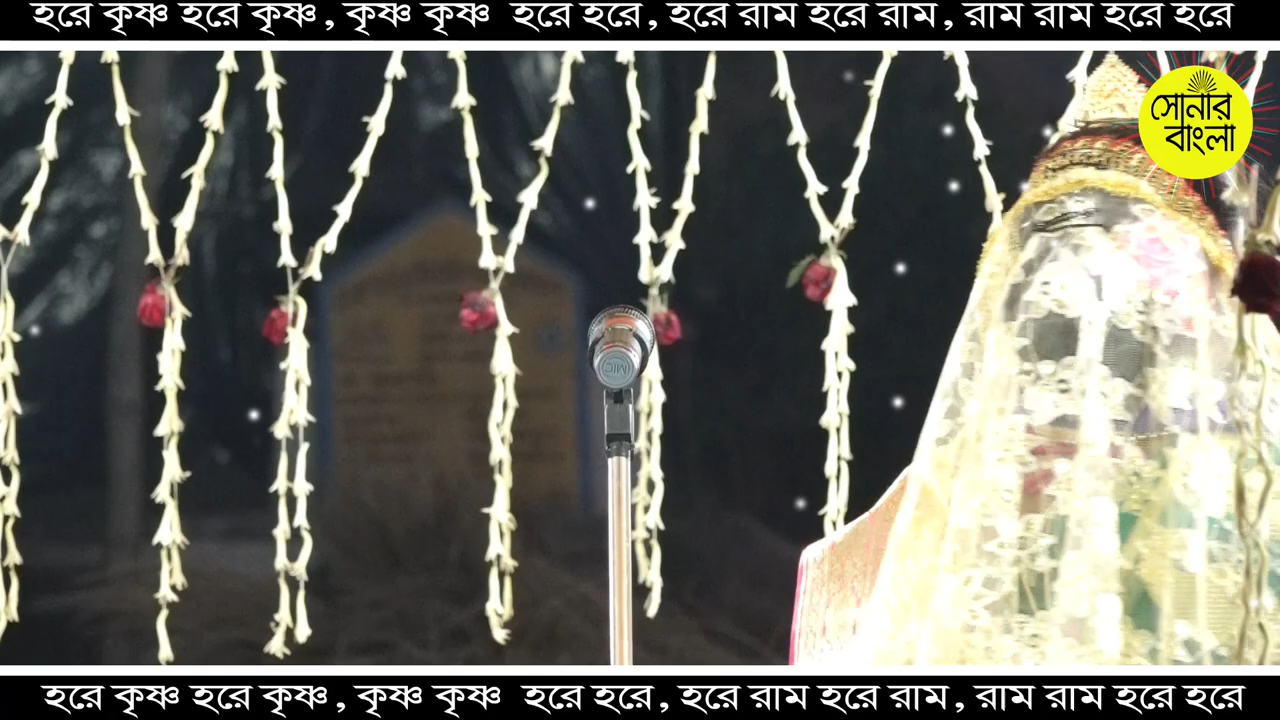 হরে কৃষ্ণ হরে কৃষ্ণ, কৃষ্ণ কৃষ্ণ হরে হরে, হরে রাম হরে রাম, রাম রাম হরে হরে
সোনার
বাংলা
MIC
হরে কৃষ্ণ হরে কৃষ্ণ, কৃষ্ণ কৃষ্ণ হরে হরে, হরে রাম হরে রাম, রাম রাম হরে হরে